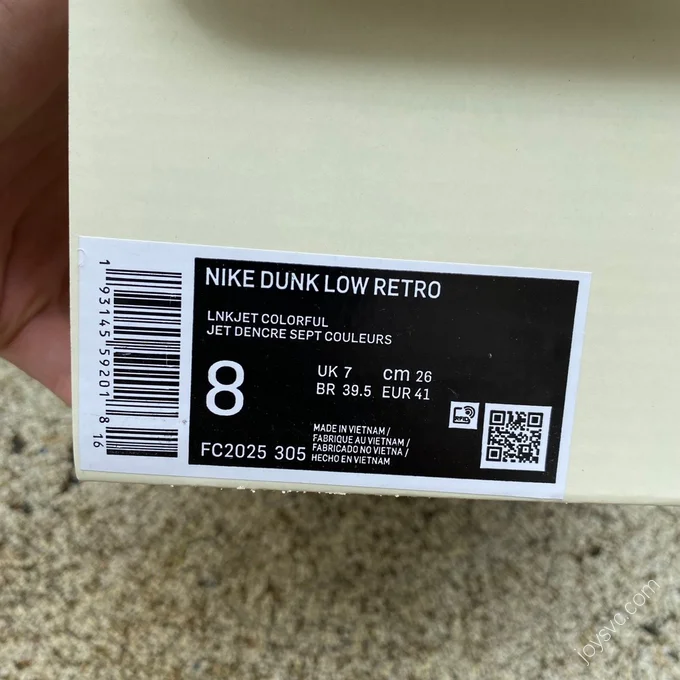 NIKE DUNK LOW RETRO
LNKJET COLORFUL
JET DENCRE SEPT COULEURS
8
UK 7 cm 26
BR 39.5 EUR 41
FC2025 305
MADE IN VIETNAM/
FABRIQUE AU VIETNAM/
FABRICADO NO VIETNA/
HECHO EN VIETNAM
1 93145 59201 8 16
joysvc.com